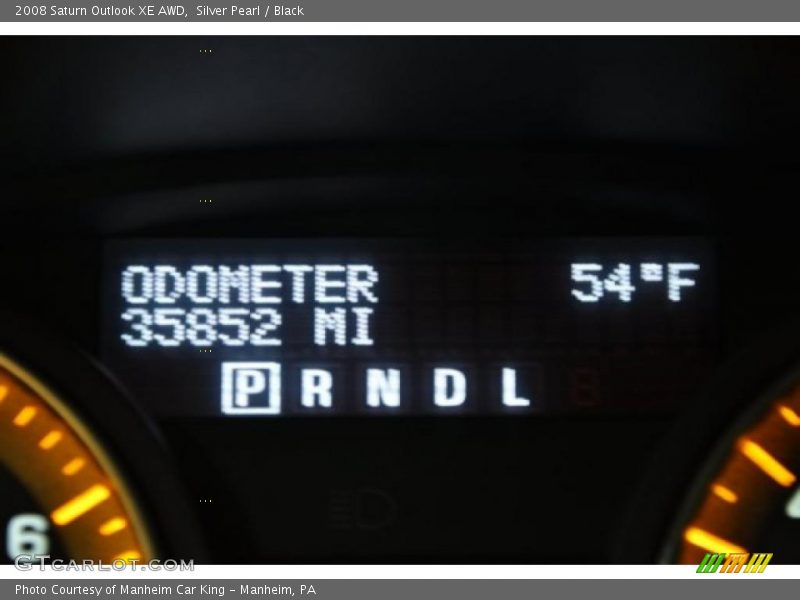 2008 Saturn Outlook XE AWD,  Silver Pearl / Black
ODOMETER 54°F
35852 MI
P R N D L
6
GTCARLOT.COM
Photo Courtesy of Manheim Car King - Manheim, PA